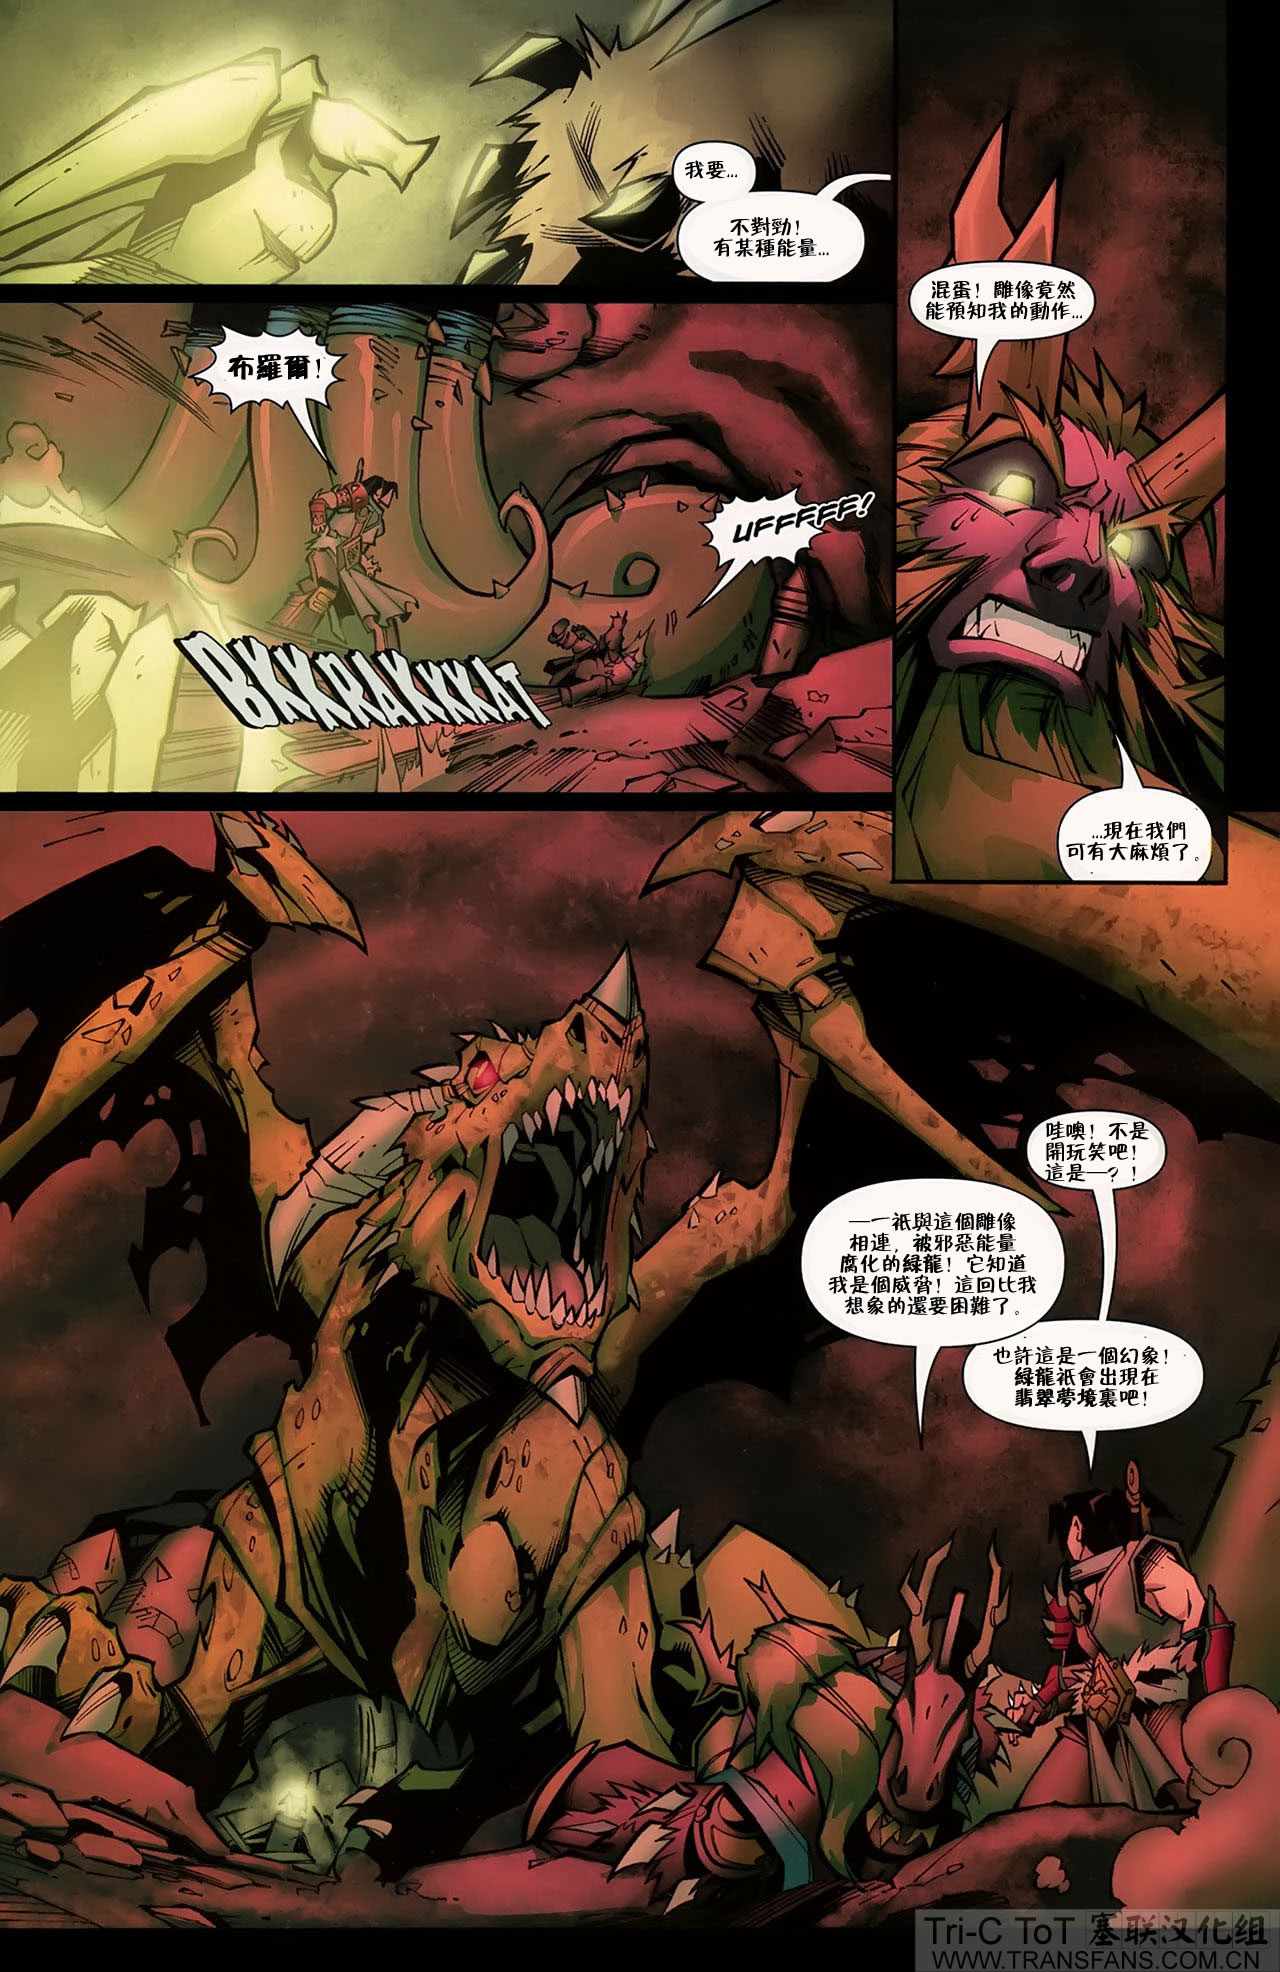 我要...
不對勁!
有某種能量...
混蛋! 雕像竟然
能預知我的動作...
...現在我們
可有大麻煩了。
布羅爾!
UFFFFFF!
BKKRAKKKKAT
哇噢! 不是
開玩笑吧!
這是—?!
—一衹與這個雕像
相連, 被邪惡能量
腐化的綠龍! 它知道
我是個威脅! 這回比我
想象的還要困難了。
也許這是一個幻象!
綠龍衹會出現在
翡翠夢境裏吧!
Tri-C ToT 塞联汉化组
WWW.TRANSFANS.COM.CN